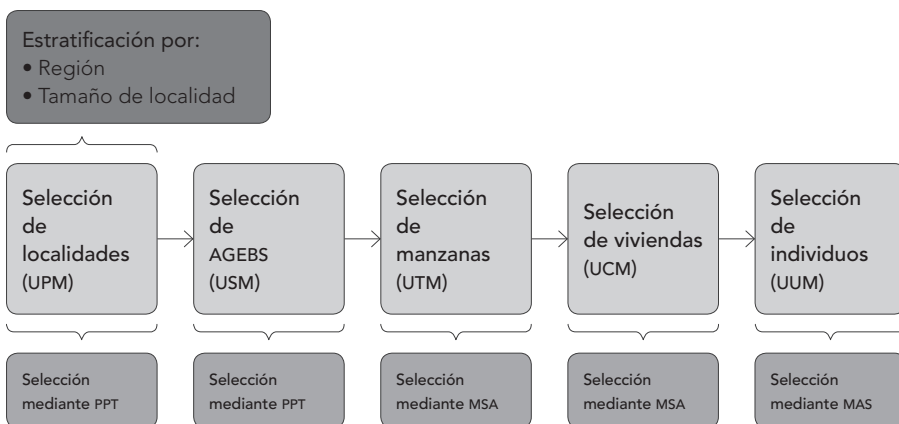 Estratificación por:
• Región
• Tamaño de localidad
Selección
de
localidades
(UPM)
Selección
de
AGEBS
(USM)
Selección
de
manzanas
(UTM)
Selección
de viviendas
(UCM)
Selección
de
individuos
(UUM)
Selección
mediante PPT
Selección
mediante PPT
Selección
mediante MSA
Selección
mediante MSA
Selección
mediante MAS